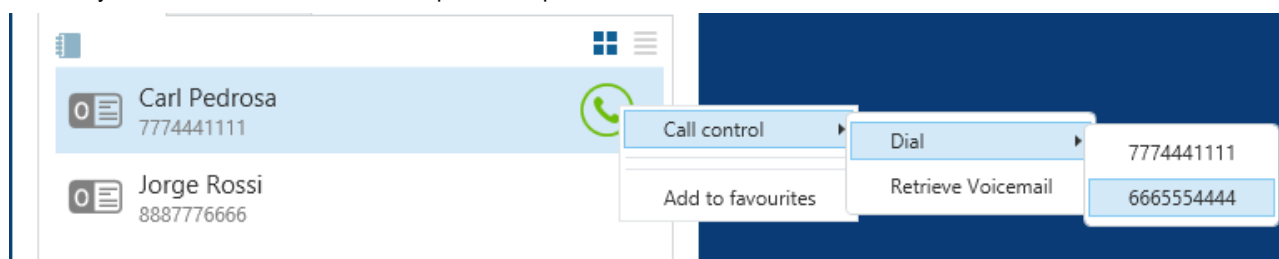 O
Carl Pedrosa
7774441111
O
Jorge Rossi
8887776666
Call control
Add to favourites
Dial
Retrieve Voicemail
7774441111
6665554444